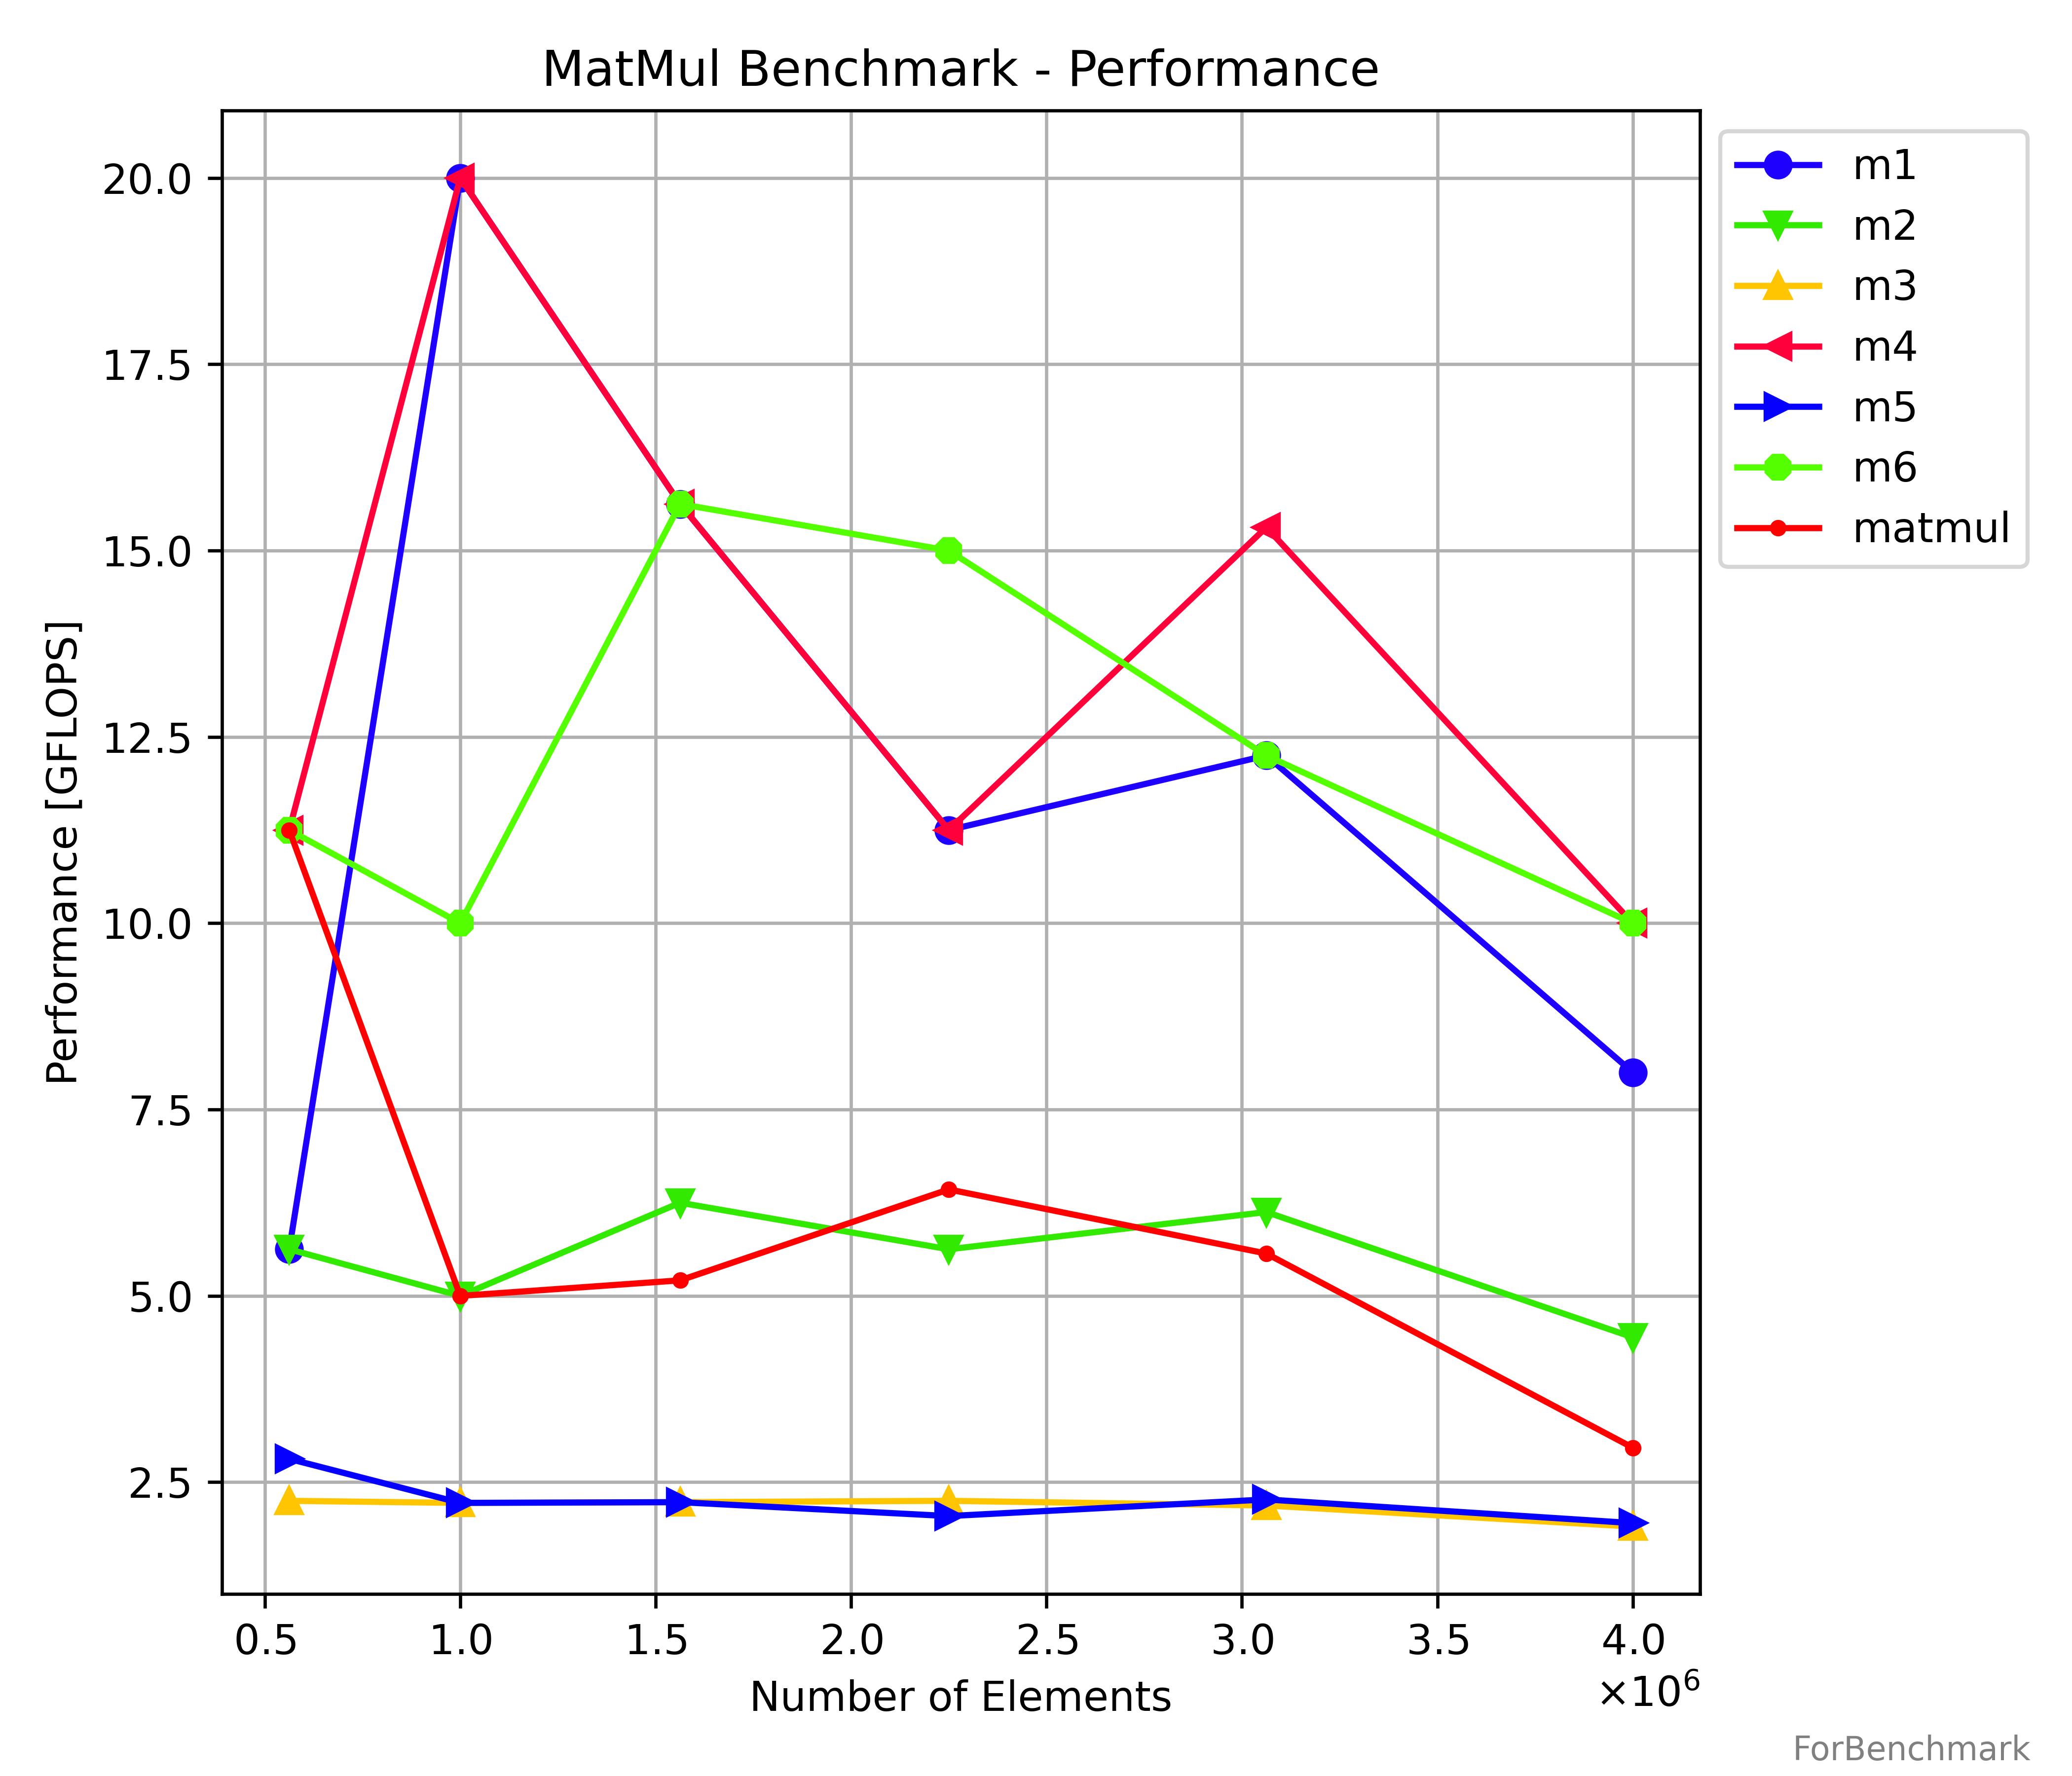 MatMul Benchmark - Performance
20.0
17.5
15.0
12.5
10.0
7.5
5.0
2.5
Performance [GFLOPS]
0.5 1.0 1.5 2.0 2.5 3.0 3.5 4.0
×10⁶
Number of Elements
m1
m2
m3
m4
m5
m6
matmul
ForBenchmark